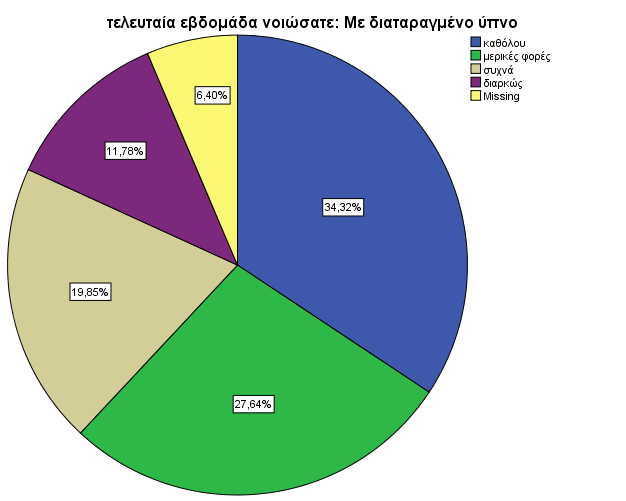 τελευταία εβδομάδα νοιώσατε: Με διαταραγμένο ύπνο
καθόλου
μερικές φορές
συχνά
διαρκώς
Missing
6,40%
11,78%
34,32%
19,85%
27,64%